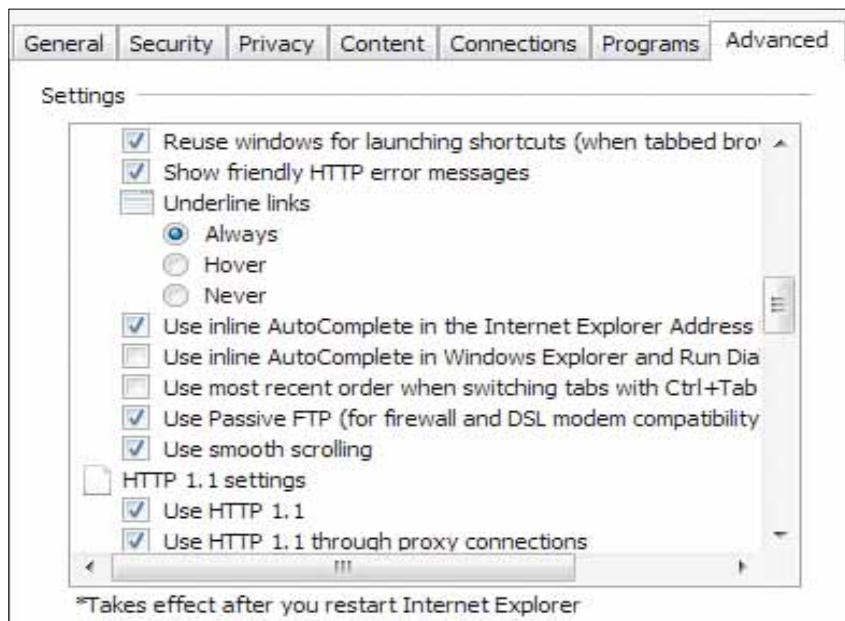 General Security Privacy Content Connections Programs Advanced
Settings
Reuse windows for launching shortcuts (when tabbed bro
Show friendly HTTP error messages
Underline links
Always
Hover
Never
Use inline AutoComplete in the Internet Explorer Address
Use inline AutoComplete in Windows Explorer and Run Dia
Use most recent order when switching tabs with Ctrl+Tab
Use Passive FTP (for firewall and DSL modem compatibility
Use smooth scrolling
HTTP 1.1 settings
Use HTTP 1.1
Use HTTP 1.1 through proxy connections
*Takes effect after you restart Internet Explorer